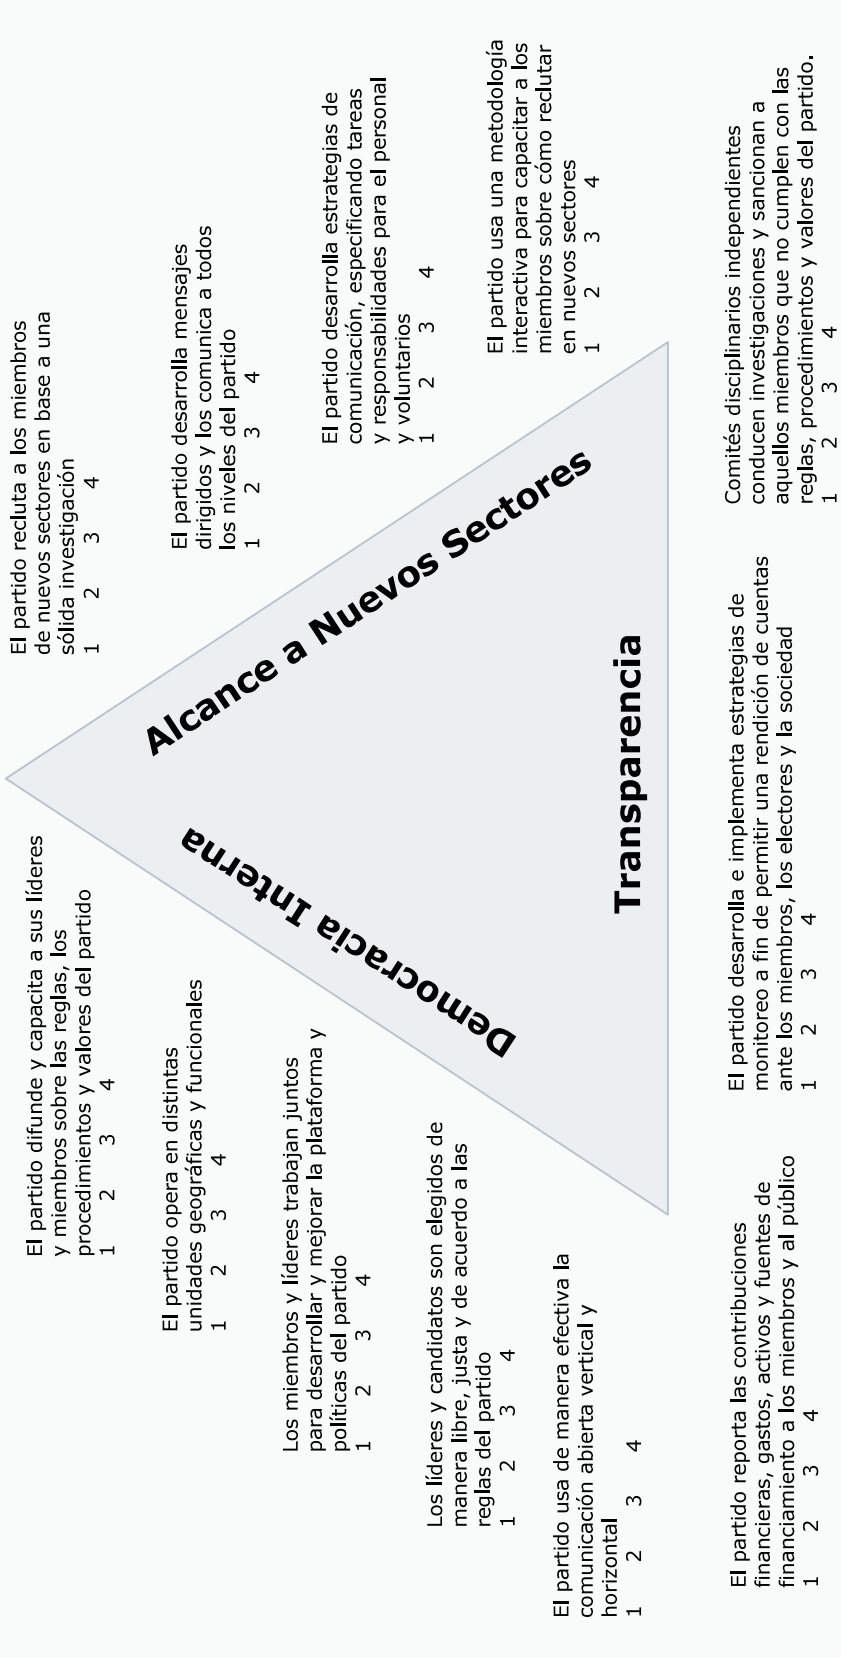 El partido difunde y capacita a sus líderes
y miembros sobre las reglas, los
procedimientos y valores del partido
1 2 3 4
El partido opera en distintas
unidades geográficas y funcionales
1 2 3 4
Los miembros y líderes trabajan juntos
para desarrollar y mejorar la plataforma y
políticas del partido
1 2 3 4
Los líderes y candidatos son elegidos de
manera libre, justa y de acuerdo a las
reglas del partido
1 2 3 4
El partido usa de manera efectiva la
comunicación abierta vertical y
horizontal
1 2 3 4
Democracia Interna
Alcance a Nuevos Sectores
Transparencia
El partido recluta a los miembros
de nuevos sectores en base a una
sólida investigación
1 2 3 4
El partido desarrolla mensajes
dirigidos y los comunica a todos
los niveles del partido
1 2 3 4
El partido desarrolla estrategias de
comunicación, especificando tareas
y responsabilidades para el personal
y voluntarios
1 2 3 4
El partido usa una metodología
interactiva para capacitar a los
miembros sobre cómo reclutar
en nuevos sectores
1 2 3 4
El partido reporta las contribuciones
financieras, gastos, activos y fuentes de
financiamiento a los miembros y al público
1 2 3 4
El partido desarrolla e implementa estrategias de
monitoreo a fin de permitir una rendición de cuentas
ante los miembros, los electores y la sociedad
1 2 3 4
Comités disciplinarios independientes
conducen investigaciones y sancionan a
aquellos miembros que no cumplen con las
reglas, procedimientos y valores del partido.
1 2 3 4